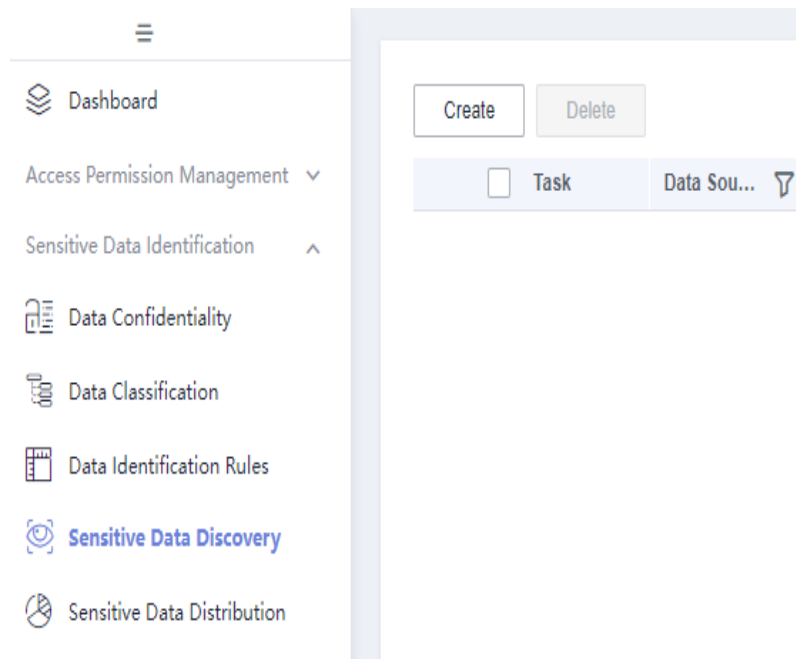 Dashboard
Access Permission Management
Sensitive Data Identification
Data Confidentiality
Data Classification
Data Identification Rules
Sensitive Data Discovery
Sensitive Data Distribution
Create Delete
Task Data Sou...